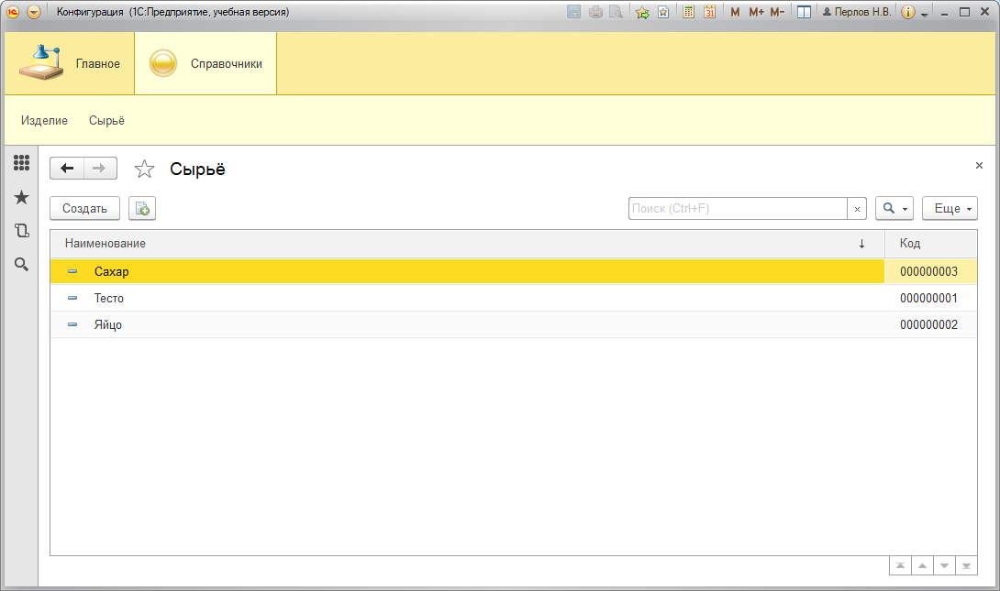 Конфигурация (1С:Предприятие, учебная версия) 31 M M+ M- Перлов Н.В.
Главное Справочники
Изделие Сырьё
Сырьё
Создать Поиск (Ctrl+F) Еще
Наименование ↓ Код
Сахар 000000003
Тесто 000000001
Яйцо 000000002